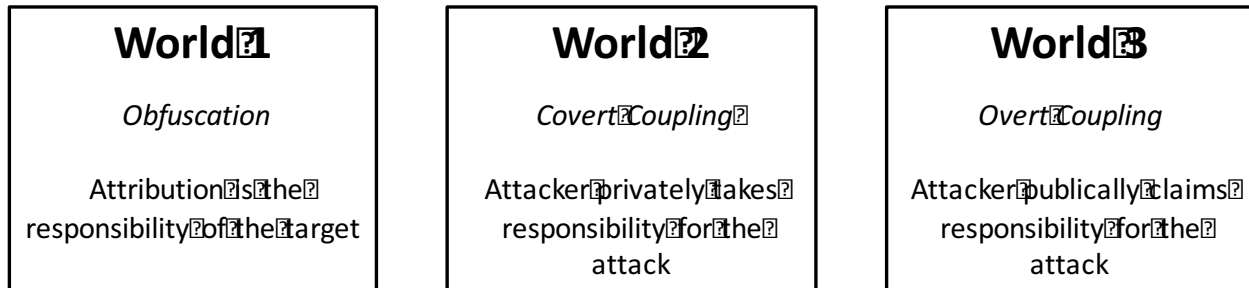 World 1
Obfuscation
Attribution is the
responsibility of the target
World 2
Covert Coupling
Attacker privately takes
responsibility for the
attack
World 3
Overt Coupling
Attacker publically claims
responsibility for the
attack